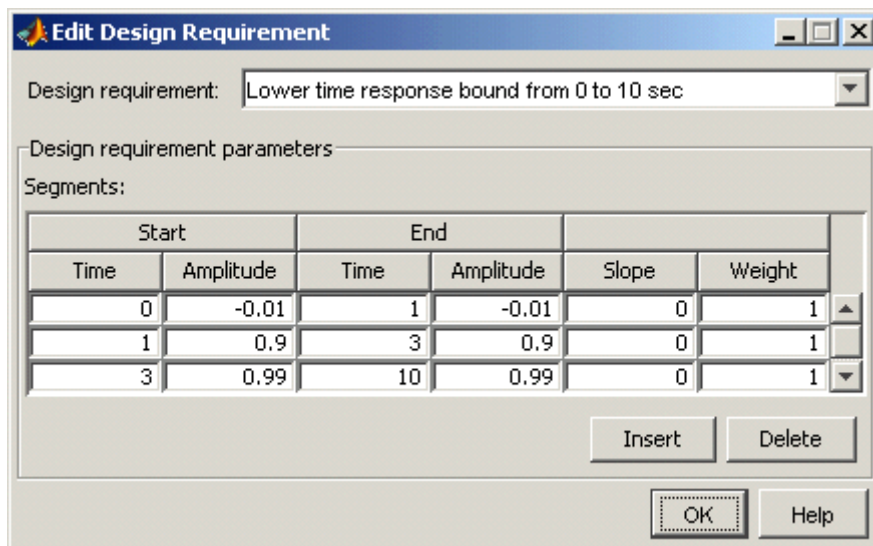 Edit Design Requirement
Design requirement: Lower time response bound from 0 to 10 sec
Design requirement parameters
Segments:
Start End
Time Amplitude Time Amplitude Slope Weight
0 -0.01 1 -0.01 0 1
1 0.9 3 0.9 0 1
3 0.99 10 0.99 0 1
Insert Delete
OK Help